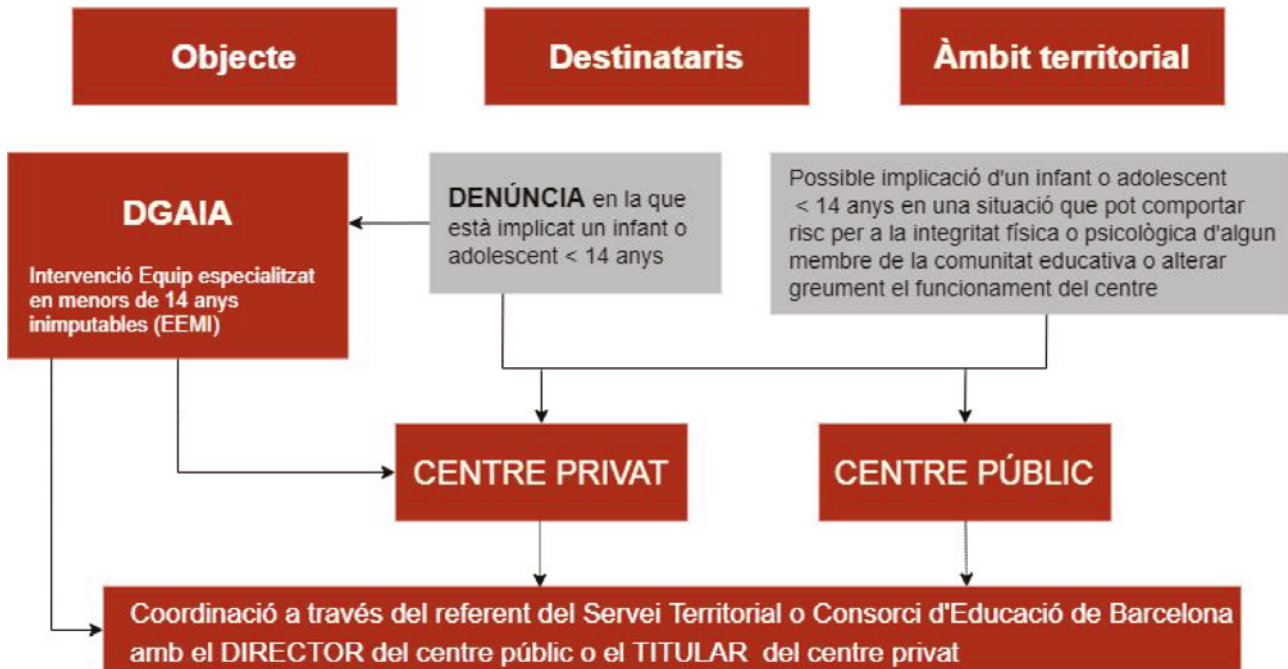 Objecte
Destinataris
Àmbit territorial
DGAIA
Intervenció Equip especialitzat
en menors de 14 anys
inimputables (EEMI)
DENÚNCIA en la que
està implicat un infant o
adolescent < 14 anys
Possible implicació d'un infant o adolescent
< 14 anys en una situació que pot comportar
risc per a la integritat física o psicològica d'algun
membre de la comunitat educativa o alterar
greument el funcionament del centre
CENTRE PRIVAT
CENTRE PÚBLIC
Coordinació a través del referent del Servei Territorial o Consorci d'Educació de Barcelona
amb el DIRECTOR del centre públic o el TITULAR del centre privat